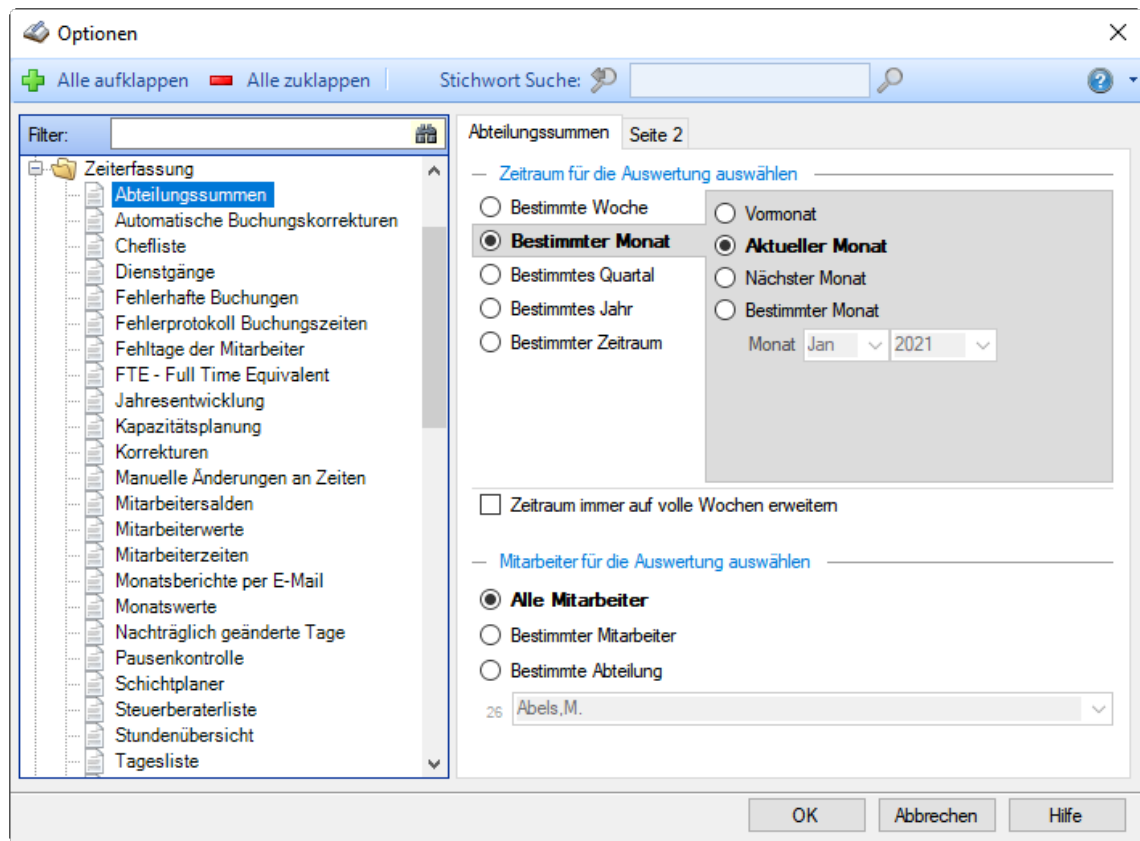 Optionen
Alle aufklappen Alle zuklappen Stichwort Suche:
Filter:
Zeiterfassung
Abteilungssummen
Automatische Buchungskorrekturen
Chefliste
Dienstgänge
Fehlerhafte Buchungen
Fehlerprotokoll Buchungszeiten
Fehltage der Mitarbeiter
FTE - Full Time Equivalent
Jahresentwicklung
Kapazitätsplanung
Korrekturen
Manuelle Änderungen an Zeiten
Mitarbeitersalden
Mitarbeiterwerte
Mitarbeiterzeiten
Monatsberichte per E-Mail
Monatswerte
Nachträglich geänderte Tage
Pausenkontrolle
Schichtplaner
Steuerberaterliste
Stundenübersicht
Tagesliste
Abteilungssummen Seite 2
Zeitraum für die Auswertung auswählen
Bestimmte Woche
Bestimmter Monat
Bestimmtes Quartal
Bestimmtes Jahr
Bestimmter Zeitraum
Vormonat
Aktueller Monat
Nächster Monat
Bestimmter Monat
Monat Jan 2021
Zeitraum immer auf volle Wochen erweitern
Mitarbeiter für die Auswertung auswählen
Alle Mitarbeiter
Bestimmter Mitarbeiter
Bestimmte Abteilung
26 Abels,M.
OK Abbrechen Hilfe